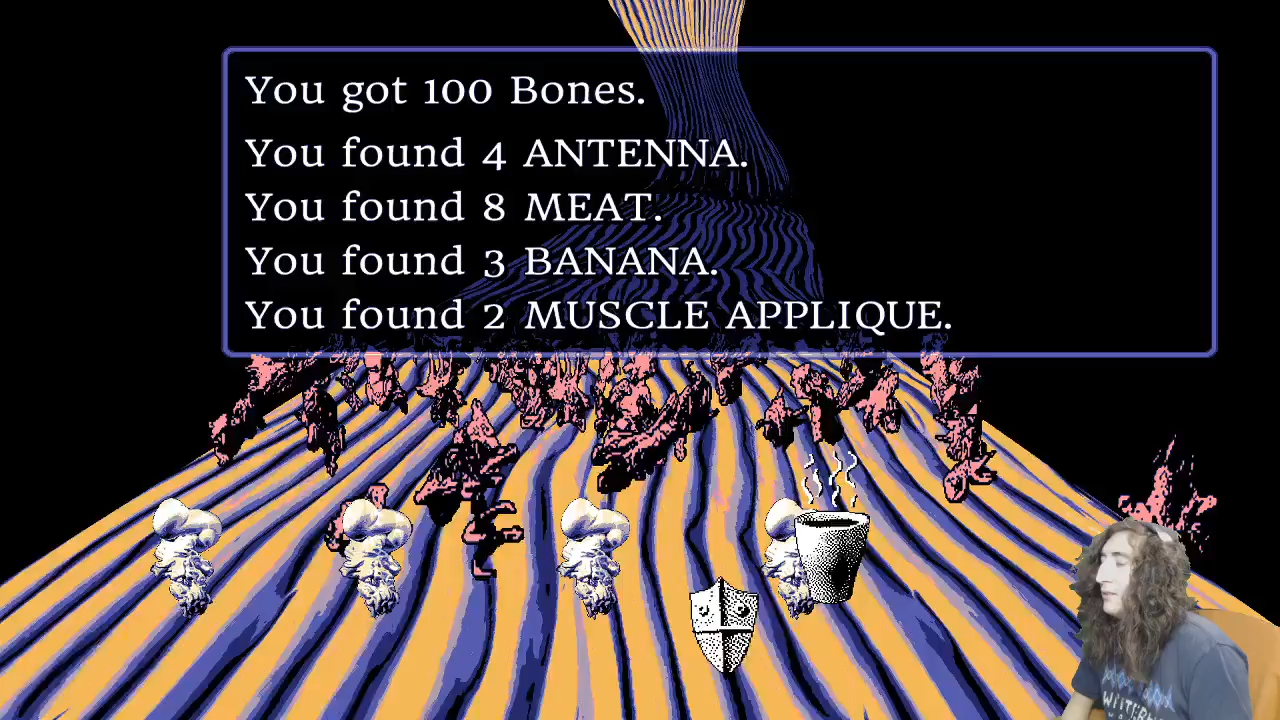 You got 100 Bones.
You found 4 ANTENNA.
You found 8 MEAT.
You found 3 BANANA.
You found 2 MUSCLE APPLIQUE.